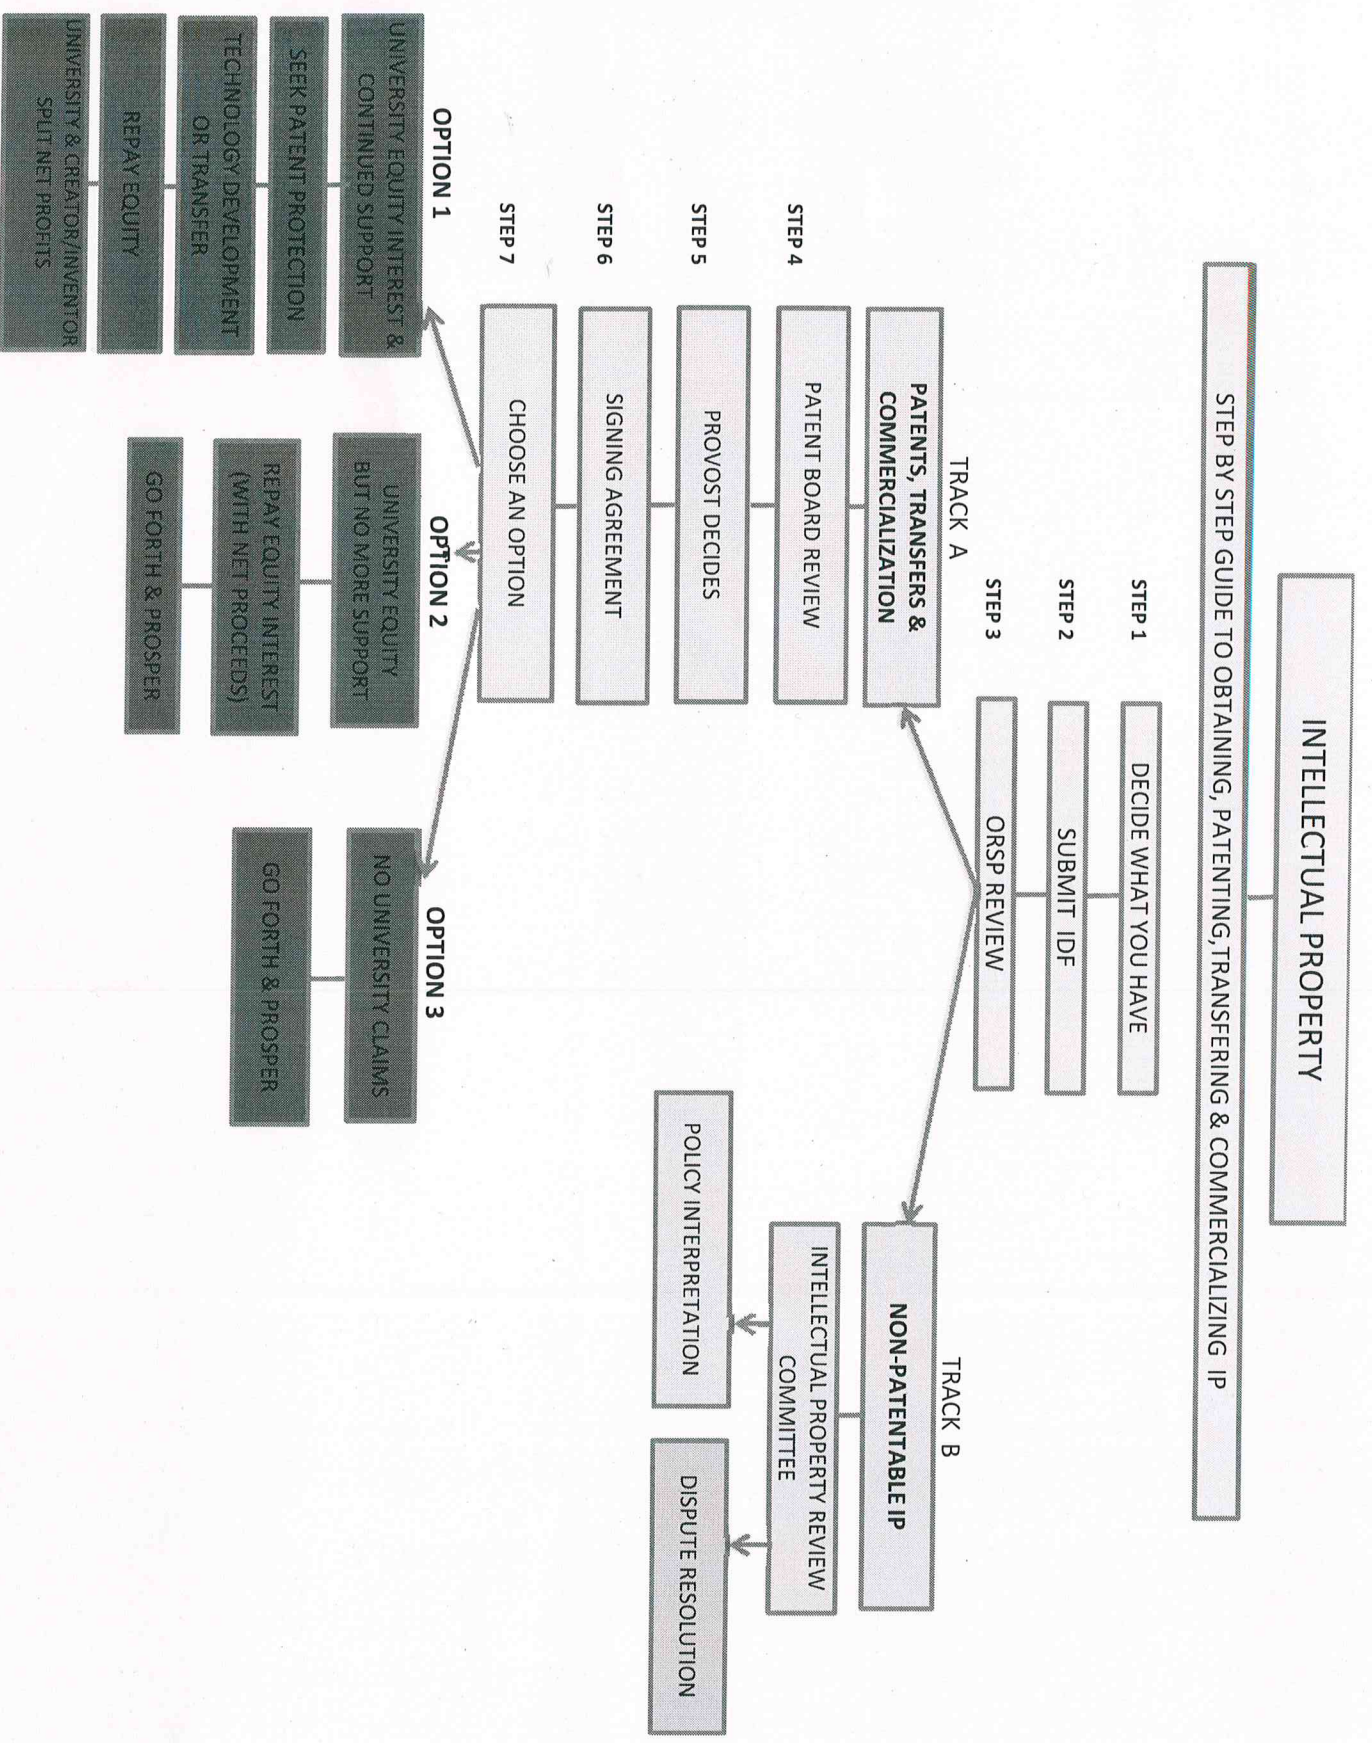 INTELLECTUAL PROPERTY
STEP BY STEP GUIDE TO OBTAINING, PATENTING, TRANSFERING & COMMERCIALIZING IP
STEP 1
DECIDE WHAT YOU HAVE
STEP 2
SUBMIT IDF
STEP 3
ORSP REVIEW
TRACK A
PATENTS, TRANSFERS &
COMMERCIALIZATION
STEP 4
PATENT BOARD REVIEW
STEP 5
PROVOST DECIDES
STEP 6
SIGNING AGREEMENT
STEP 7
CHOOSE AN OPTION
OPTION 1
UNIVERSITY EQUITY INTEREST &
CONTINUED SUPPORT
SEEK PATENT PROTECTION
TECHNOLOGY DEVELOPMENT
OR TRANSFER
REPAY EQUITY
UNIVERSITY & CREATOR/INVENTOR
SPLIT NET PROFITS
OPTION 2
UNIVERSITY EQUITY
BUT NO MORE SUPPORT
REPAY EQUITY INTEREST
(WITH NET PROCEEDS)
GO FORTH & PROSPER
OPTION 3
NO UNIVERSITY CLAIMS
GO FORTH & PROSPER
TRACK B
NON-PATENTABLE IP
INTELLECTUAL PROPERTY REVIEW
COMMITTEE
POLICY INTERPRETATION
DISPUTE RESOLUTION